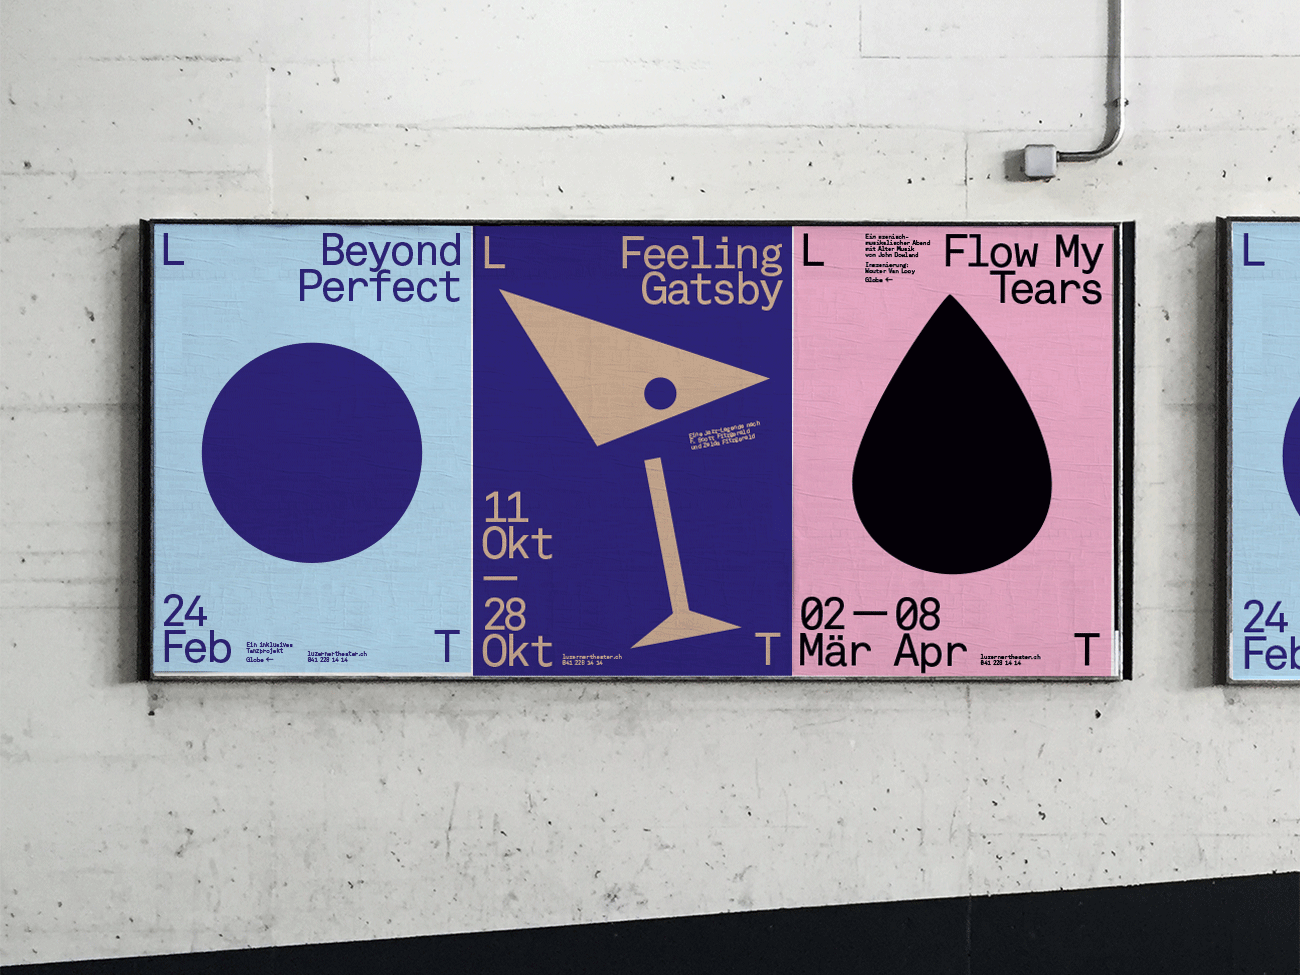 L
Beyond
Perfect
24
Feb
Ein inklusives
Tanzprojekt
Globe ←
luzernertheater.ch
041 228 14 14
T
L
Feeling
Gatsby
Eine Jazz-Legende nach
F. Scott Fitzgerald
und Zelda Fitzgerald
11
Okt
—
28
Okt
luzernertheater.ch
041 228 14 14
T
L
Ein szenisch-
musikalischer Abend
mit Alter Musik
von John Dowland
Inszenierung:
Wouter Van Looy
Globe ←
Flow My
Tears
02 — 08
Mär Apr
luzernertheater.ch
041 228 14 14
T
L
24
Feb